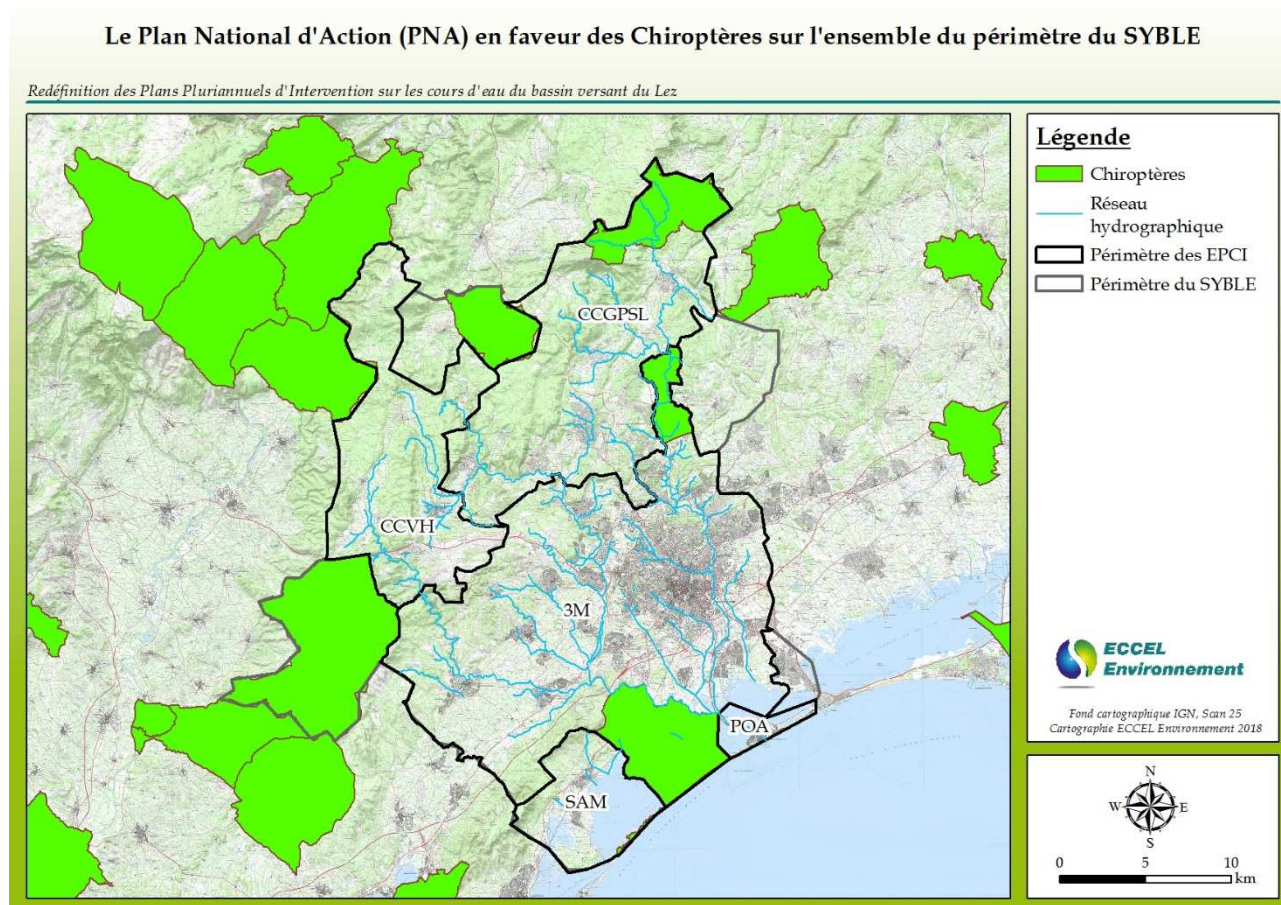 Le Plan National d'Action (PNA) en faveur des Chiroptères sur l'ensemble du périmètre du SYBLE
Redéfinition des Plans Pluriannuels d'Intervention sur les cours d'eau du bassin versant du Lez
Légende
Chiroptères
Réseau
hydrographique
Périmètre des EPCI
Périmètre du SYBLE
CCGPSL
CCVH
3M
POA
SAM
ECCEL
Environnement
Fond cartographique IGN, Scan 25
Cartographie ECCEL Environnement 2018
N
W E
S
0 5 10
km